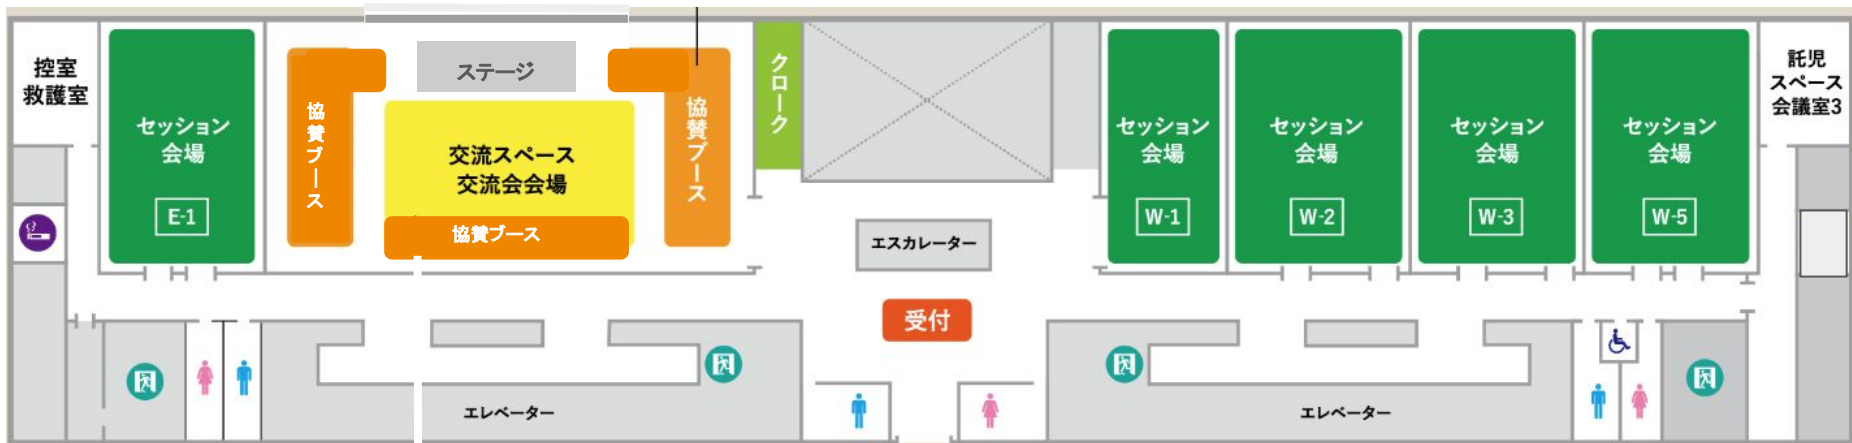 控室
救護室
セッション
会場
E-1
協賛ブース
ステージ
交流スペース
交流会会場
協賛ブース
協賛ブース
クローク
エスカレーター
受付
セッション
会場
W-1
セッション
会場
W-2
セッション
会場
W-3
セッション
会場
W-5
託児
スペース
会議室3
エレベーター
エレベーター